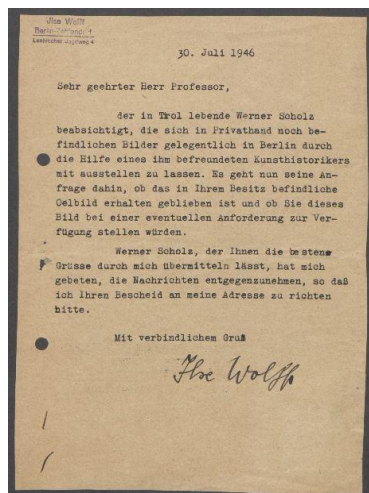 Ilse Wolff
Berlin-Zehlendf. 1
30. Juli 1946
Sehr geehrter Herr Professor,
der in Tirol lebende Werner Scholz
beabsichtigt, die sich in Privathand noch be-
findlichen Bilder gelegentlich in Berlin durch
die Hilfe eines ihm befreundeten Kunsthistorikers
mit ausstellen zu lassen. Es geht nun seine An-
frage dahin, ob das in Ihrem Besitz befindliche
Oelbild erhalten geblieben ist und ob Sie dieses
Bild bei einer eventuellen Anforderung zur Ver-
fügung stellen würden.
Werner Scholz, der Ihnen die besten
Grüsse durch mich übermitteln lässt, hat mich
gebeten, die Nachrichten entgegenzunehmen, so daß
ich Ihren Bescheid an meine Adresse zu richten
bitte.
Mit verbindlichem Gruß
Ilse Wolff